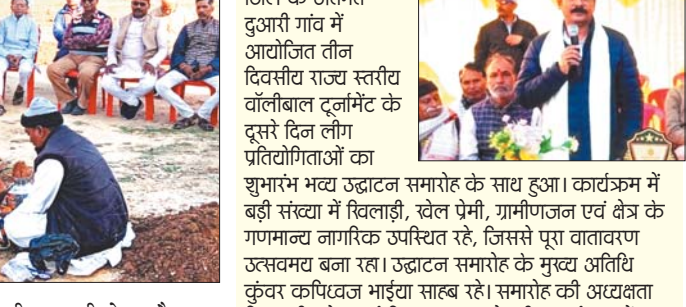 दुआरी गांव में
आयोजित तीन
दिवसीय राज्य स्तरीय
वॉलीबाल टूर्नामेंट के
दूसरे दिन लीग
प्रतियोगिताओं का
शुभारंभ भव्य उद्घाटन समारोह के साथ हुआ। कार्यक्रम में
बड़ी संख्या में खिलाड़ी, खेल प्रेमी, ग्रामीणजन एवं क्षेत्र के
गणमान्य नागरिक उपस्थित रहे, जिससे पूरा वातावरण
उत्सवमय बना रहा। उद्घाटन समारोह के मुख्य अतिथि
कुंवर कपिध्वज भाईया साहब रहे। समारोह की अध्यक्षता